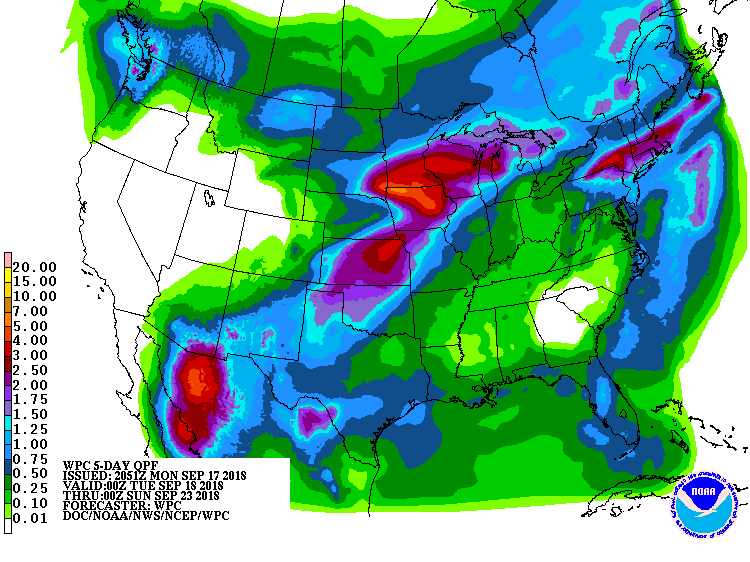 20.00
15.00
10.00
7.00
5.00
4.00
3.00
2.50
2.00
1.75
1.50
1.25
1.00
0.75
0.50
0.25
0.10
0.01
WPC 5-DAY QPF
ISSUED: 2051Z MON SEP 17 2018
VALID:00Z TUE SEP 18 2018
THRU:00Z SUN SEP 23 2018
FORECASTER: WPC
DOC/NOAA/NWS/NCEP/WPC
NOAA